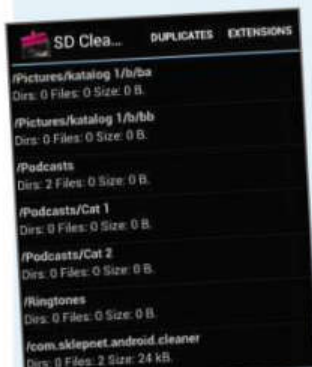 SD Clea... DUPLICATES EXTENSIONS
/Pictures/katalog 1/b/ba
Dirs: 0 Files: 0 Size: 0 B.
/Pictures/katalog 1/b/bb
Dirs: 0 Files: 0 Size: 0 B.
/Podcasts
Dirs: 2 Files: 0 Size: 0 B.
/Podcasts/Cat 1
Dirs: 0 Files: 0 Size: 0 B.
/Podcasts/Cat 2
Dirs: 0 Files: 0 Size: 0 B.
/Ringtones
Dirs: 0 Files: 0 Size: 0 B.
/com.sklepnet.android.cleaner
Dirs: 0 Files: 2 Size: 24 kB.